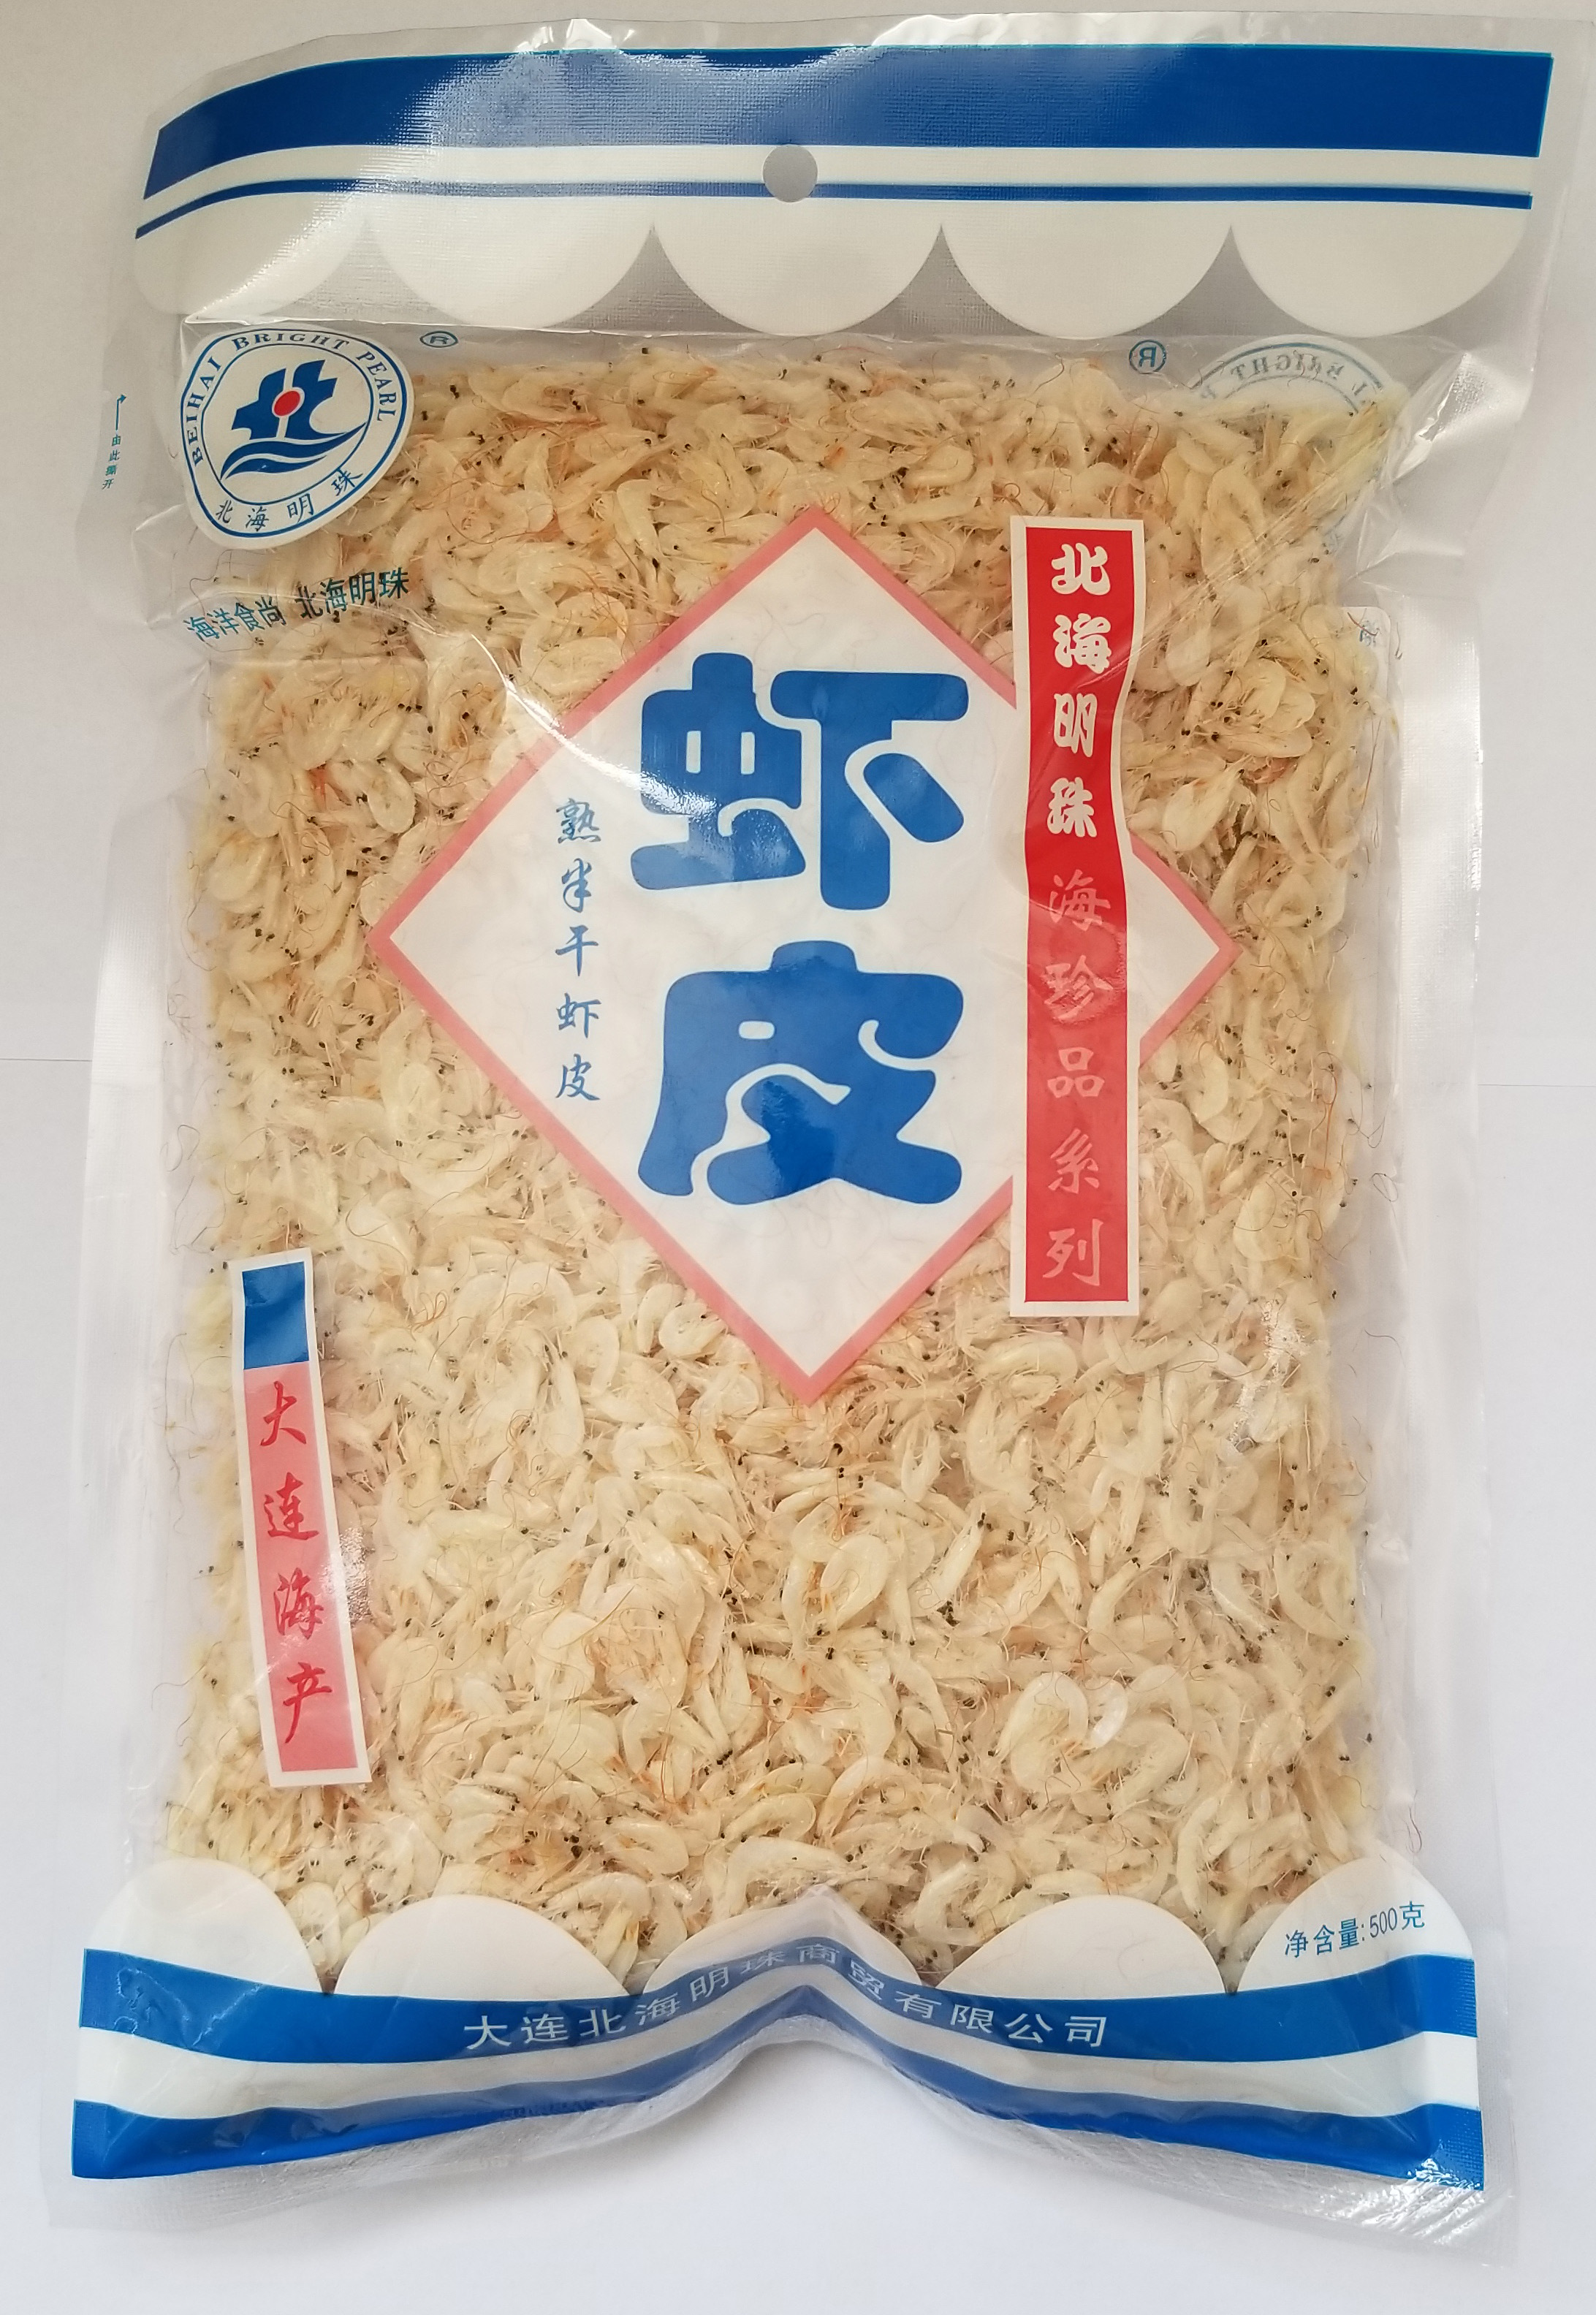 BEIHAI BRIGHT PEARL
®
®
BRIGHT
北海明珠
由此撕开
海洋食尚 北海明珠
北海明珠海珍品系列
虾皮
熟半干虾皮
大连海产
净含量:500克
大连北海明珠商贸有限公司